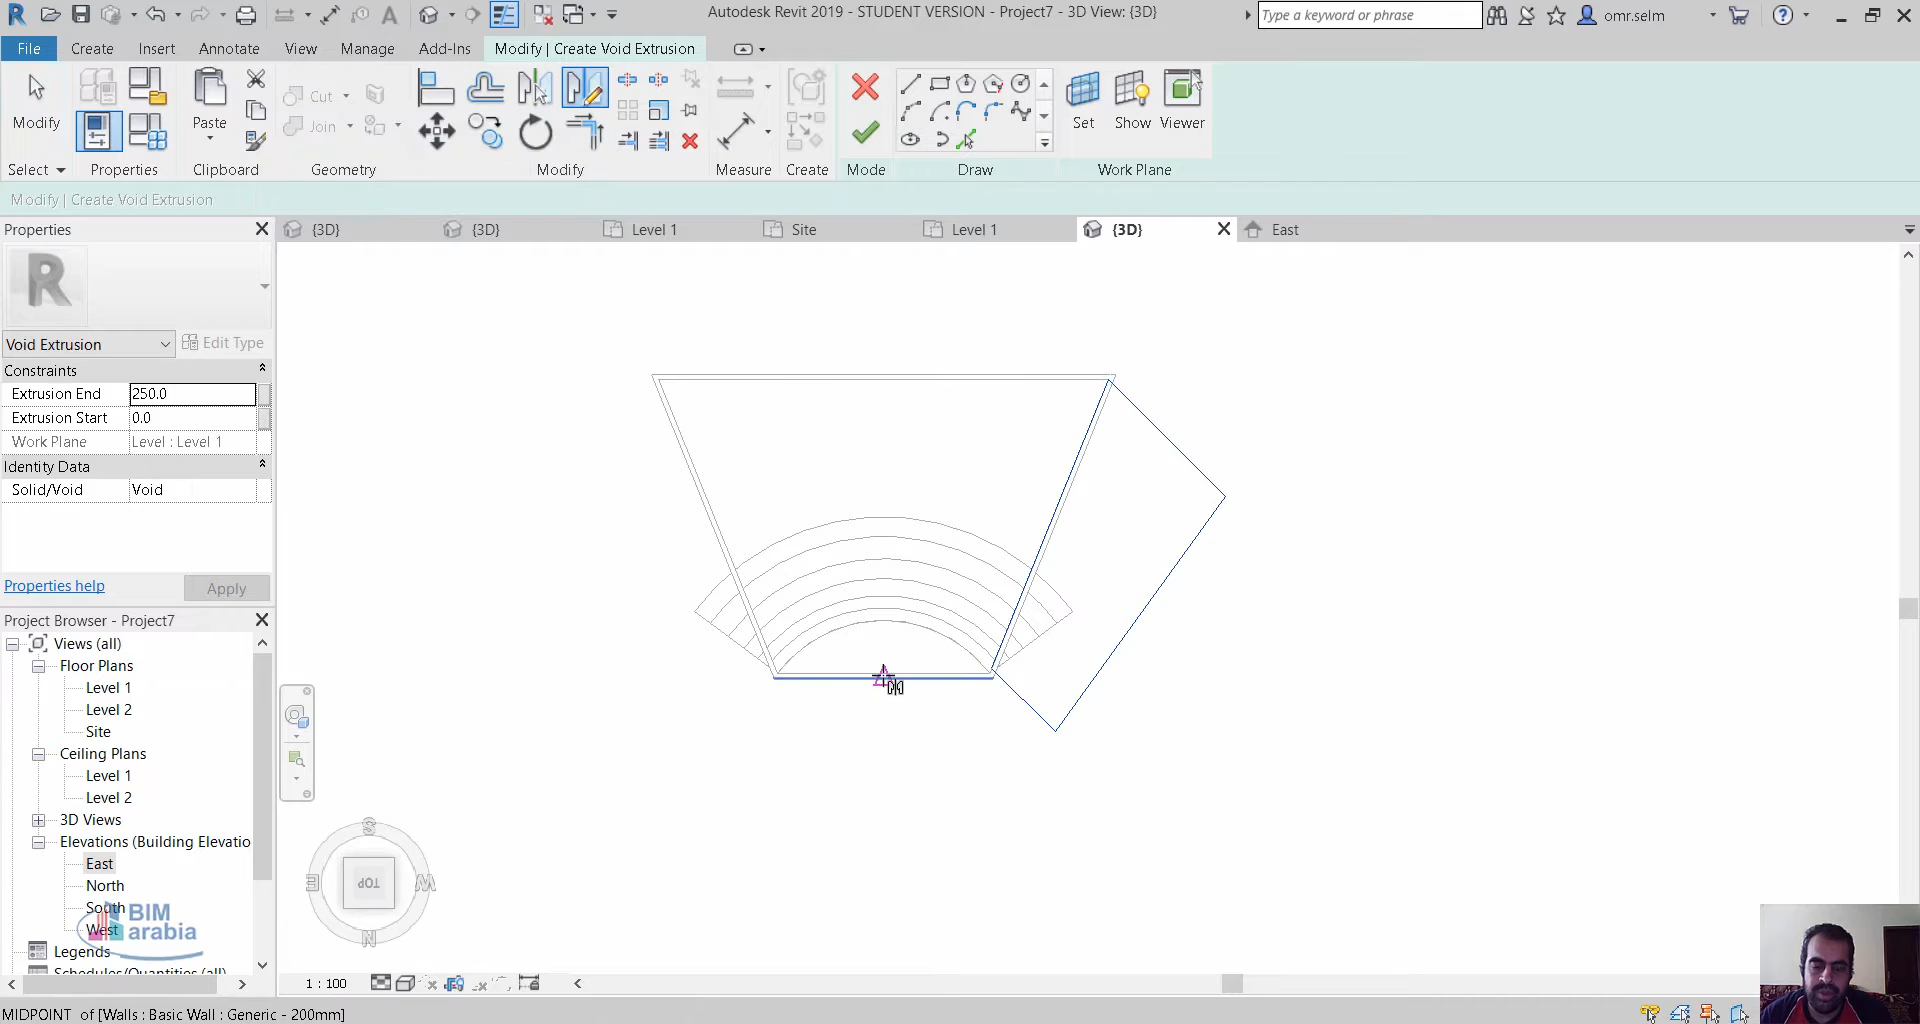 Autodesk Revit 2019 - STUDENT VERSION - Project7 - 3D View: {3D}
Type a keyword or phrase
omr.selm
File
Create
Insert
Annotate
View
Manage
Add-Ins
Modify | Create Void Extrusion
Modify
Paste
Cut
Join
Set
Show
Viewer
Select
Properties
Clipboard
Geometry
Modify
Measure
Create
Mode
Draw
Work Plane
Modify | Create Void Extrusion
Properties
{3D}
{3D}
Level 1
Site
Level 1
{3D}
East
R
Void Extrusion
Edit Type
Constraints
Extrusion End 250.0
Extrusion Start 0.0
Work Plane Level : Level 1
Identity Data
Solid/Void Void
Properties help
Apply
Project Browser - Project7
Views (all)
Floor Plans
Level 1
Level 2
Site
Ceiling Plans
Level 1
Level 2
3D Views
Elevations (Building Elevatio
East
North
South
West
BIM
arabia
Legends
Schedules/Quantities (all)
S
E
TOP
W
N
1 : 100
MIDPOINT of [Walls : Basic Wall : Generic - 200mm]